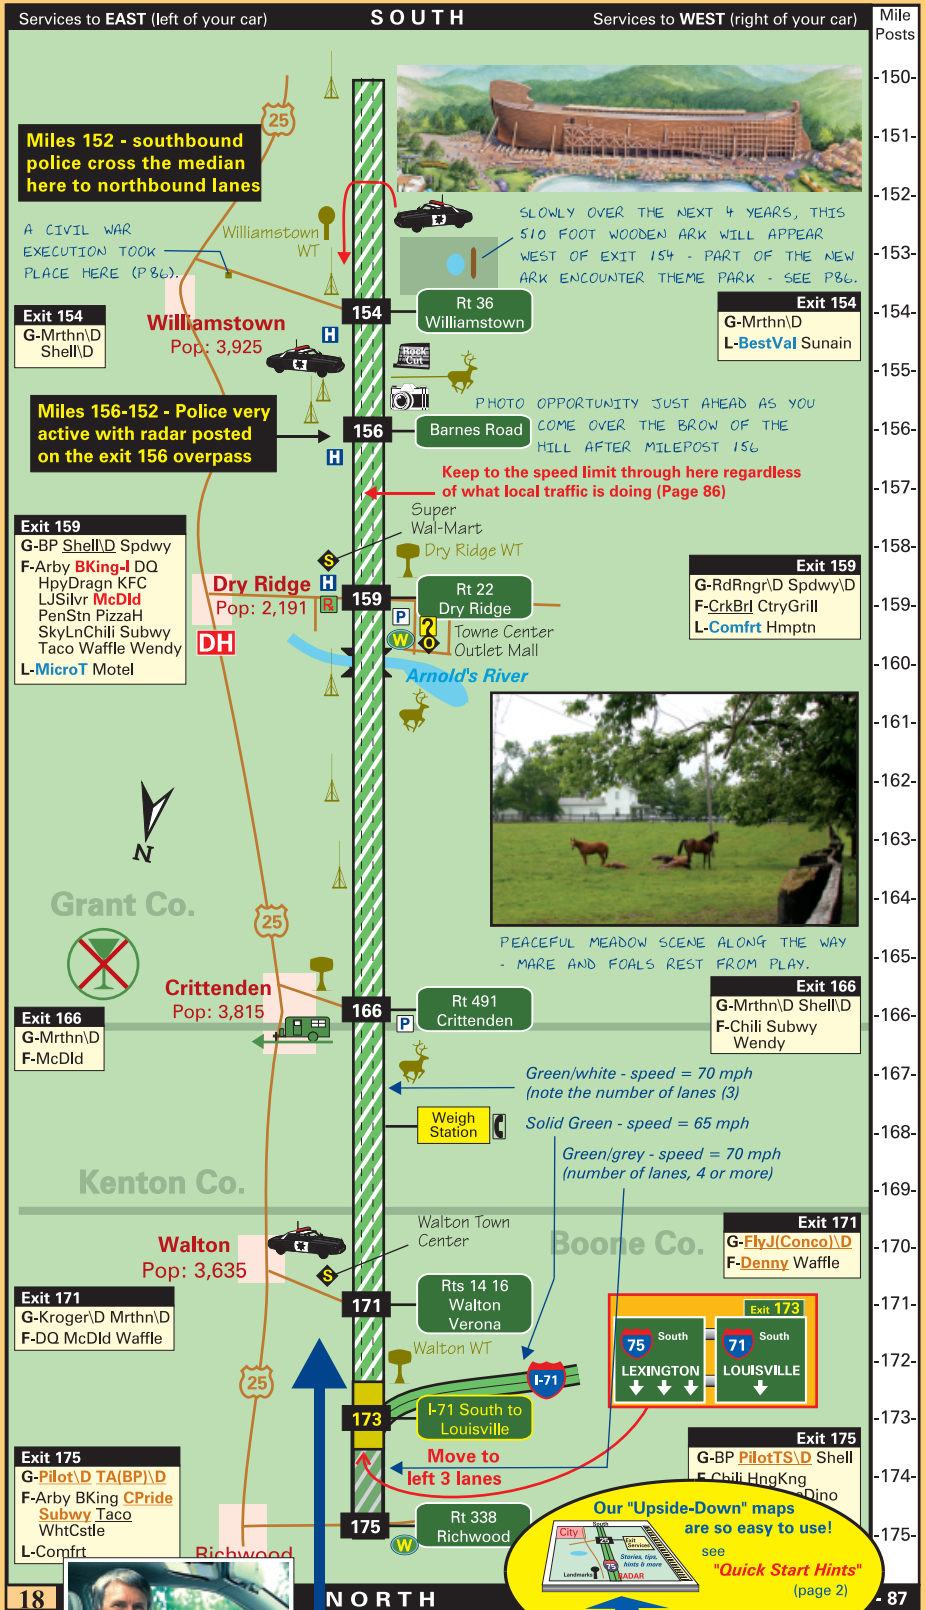 Services to EAST (left of your car)
SOUTH
Services to WEST (right of your car)
Mile
Posts
-150-
-151-
-152-
-153-
-154-
-155-
-156-
-157-
-158-
-159-
-160-
-161-
-162-
-163-
-164-
-165-
-166-
-167-
-168-
-169-
-170-
-171-
-172-
-173-
-174-
-175-
25
Miles 152 - southbound
police cross the median
here to northbound lanes
A CIVIL WAR
EXECUTION TOOK
PLACE HERE (P86).
Williamstown
WT
SLOWLY OVER THE NEXT 4 YEARS, THIS
510 FOOT WOODEN ARK WILL APPEAR
WEST OF EXIT 154 - PART OF THE NEW
ARK ENCOUNTER THEME PARK - SEE P86.
Exit 154
G-Mrthn\D
Shell\D
Williamstown
Pop: 3,925
H
154
Rt 36
Williamstown
Exit 154
G-Mrthn\D
L-BestVal Sunain
Rock
Cut
Miles 156-152 - Police very
active with radar posted
on the exit 156 overpass
H
156
Barnes Road
PHOTO OPPORTUNITY JUST AHEAD AS YOU
COME OVER THE BROW OF THE
HILL AFTER MILEPOST 156
Keep to the speed limit through here regardless
of what local traffic is doing (Page 86)
Super
Wal-Mart
S
Dry Ridge WT
Exit 159
G-BP Shell\D Spdwy
F-Arby BKing-I DQ
HpyDragn KFC
LJSilvr McDld
PenStn PizzaH
SkyLnChili Subwy
Taco Waffle Wendy
L-MicroT Motel
Dry Ridge
Pop: 2,191
H
Rx
DH
159
Rt 22
Dry Ridge
P
?
W
O
Towne Center
Outlet Mall
Arnold's River
Exit 159
G-RdRngr\D Spdwy\D
F-CrkBrl CtryGrill
L-Comfrt Hmptn
N
Grant Co.
25
PEACEFUL MEADOW SCENE ALONG THE WAY
- MARE AND FOALS REST FROM PLAY.
Crittenden
Pop: 3,815
166
P
Rt 491
Crittenden
Exit 166
G-Mrthn\D
F-McDld
Exit 166
G-Mrthn\D Shell\D
F-Chili Subwy
Wendy
Green/white - speed = 70 mph
(note the number of lanes (3)
Weigh
Station
Solid Green - speed = 65 mph
Green/grey - speed = 70 mph
(number of lanes, 4 or more)
Kenton Co.
Boone Co.
Walton
Pop: 3,635
Walton Town
Center
S
Exit 171
G-FlyJ(Conco)\D
F-Denny Waffle
Exit 171
G-Kroger\D Mrthn\D
F-DQ McDld Waffle
171
Rts 14 16
Walton
Verona
Exit 173
75 South
LEXINGTON
71 South
LOUISVILLE
Walton WT
I-71
25
173
I-71 South to
Louisville
Move to
left 3 lanes
Exit 175
G-Pilot\D TA(BP)\D
F-Arby BKing CPride
Subwy Taco
WhtCstle
L-Comfrt
Exit 175
G-BP PilotTS\D Shell
F-Chili HngKng
Dino
175
Rt 338
Richwood
W
Richwood
Our "Upside-Down" maps
are so easy to use!
see
"Quick Start Hints"
(page 2)
City
South
25
Exit
Services
Stories, tips,
hints & more
75
Landmarks
RADAR
18
NORTH
- 87